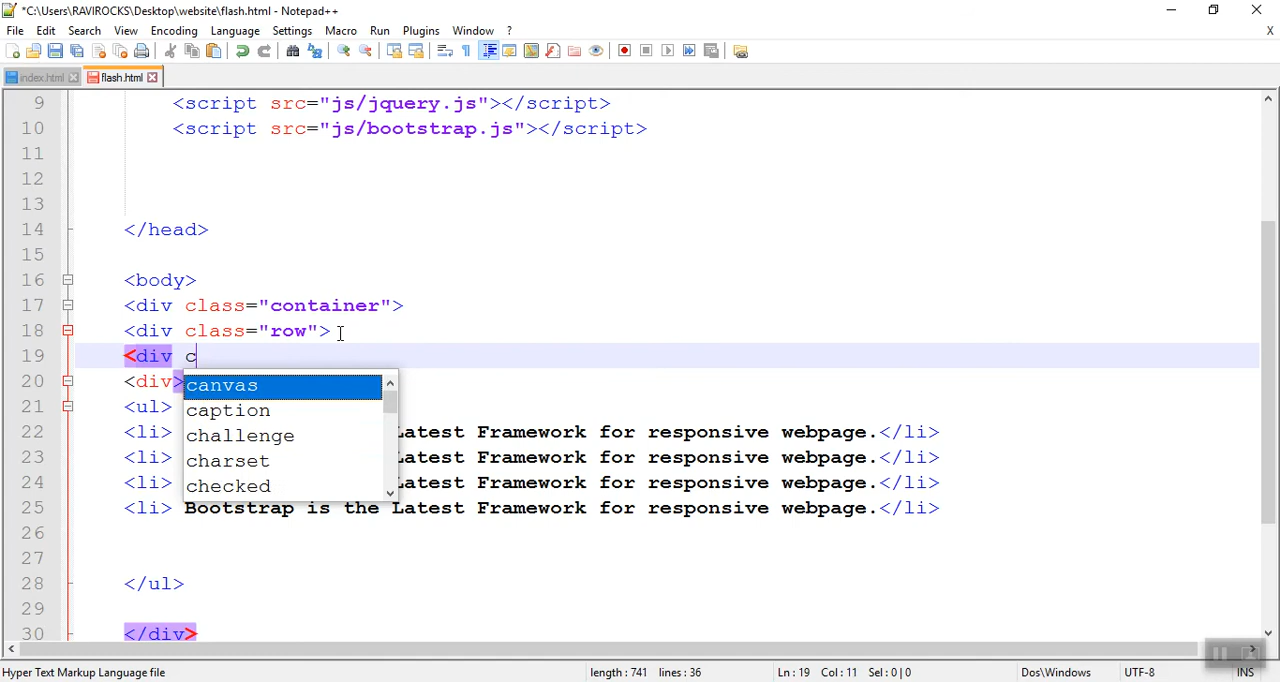 *C:\Users\RAVIROCKS\Desktop\website\flash.html - Notepad++
File Edit Search View Encoding Language Settings Macro Run Plugins Window ? X
index.html flash.html
9 <script src="js/jquery.js"></script>
10 <script src="js/bootstrap.js"></script>
11
12
13
14 </head>
15
16 <body>
17 <div class="container">
18 <div class="row">
19 <div c
20 <div>
canvas
21 <ul>
caption
22 <li> Latest Framework for responsive webpage.</li>
challenge
23 <li> Latest Framework for responsive webpage.</li>
charset
24 <li> Latest Framework for responsive webpage.</li>
checked
25 <li> Bootstrap is the Latest Framework for responsive webpage.</li>
26
27
28 </ul>
29
30 </div>
Hyper Text Markup Language file length : 741 lines : 36 Ln : 19 Col : 11 Sel : 0 | 0 Dos\Windows UTF-8 INS